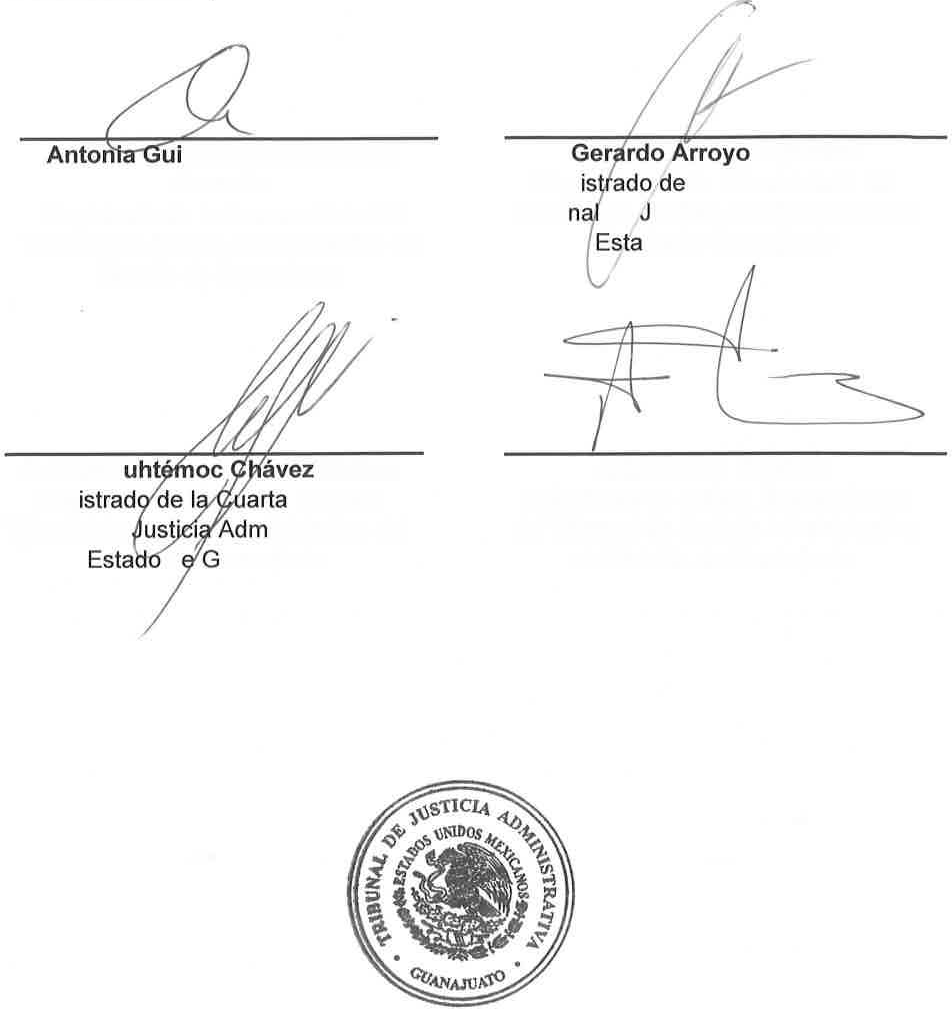 Antonia Gui
Gerardo Arroyo
istrado de
nal J
Esta
uhtémoc Chávez
istrado de la Cuarta
Justicia Adm
Estado e G
TRIBUNAL DE JUSTICIA ADMINISTRATIVA
ESTADOS UNIDOS MEXICANOS
GUANAJUATO